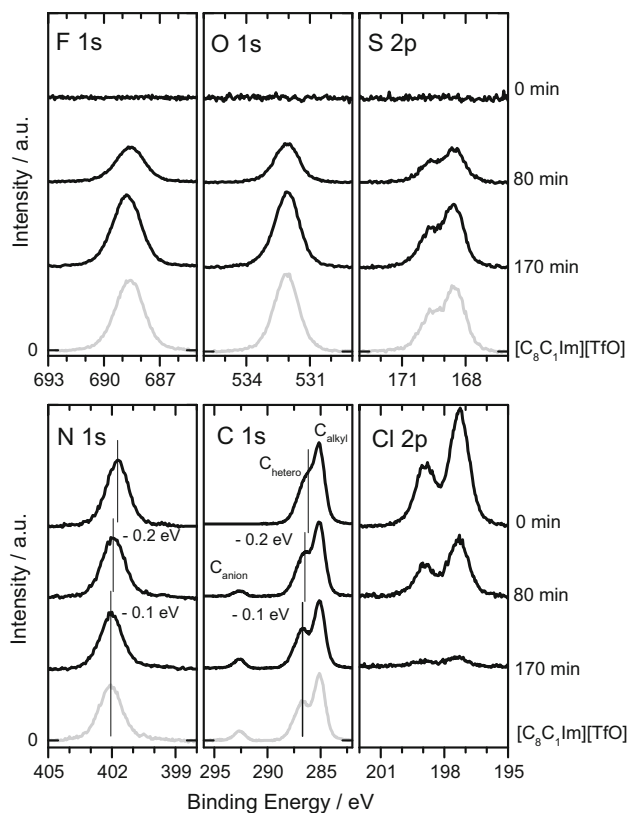 F 1s
O 1s
S 2p
0 min
80 min
170 min
[C8C1Im][TfO]
Intensity / a.u.
0
693 690 687
534 531
171 168
N 1s
C 1s
Cl 2p
Calkyl
Chetero
Canion
- 0.2 eV
- 0.1 eV
- 0.2 eV
- 0.1 eV
0 min
80 min
170 min
[C8C1Im][TfO]
Intensity / a.u.
0
405 402 399
295 290 285
201 198 195
Binding Energy / eV